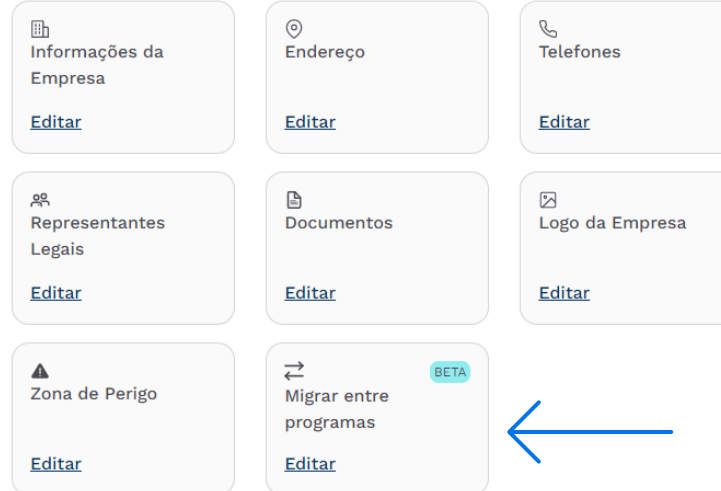 Informações da
Empresa
Editar
Endereço
Editar
Telefones
Editar
Representantes
Legais
Editar
Documentos
Editar
Logo da Empresa
Editar
Zona de Perigo
Editar
BETA
Migrar entre
programas
Editar